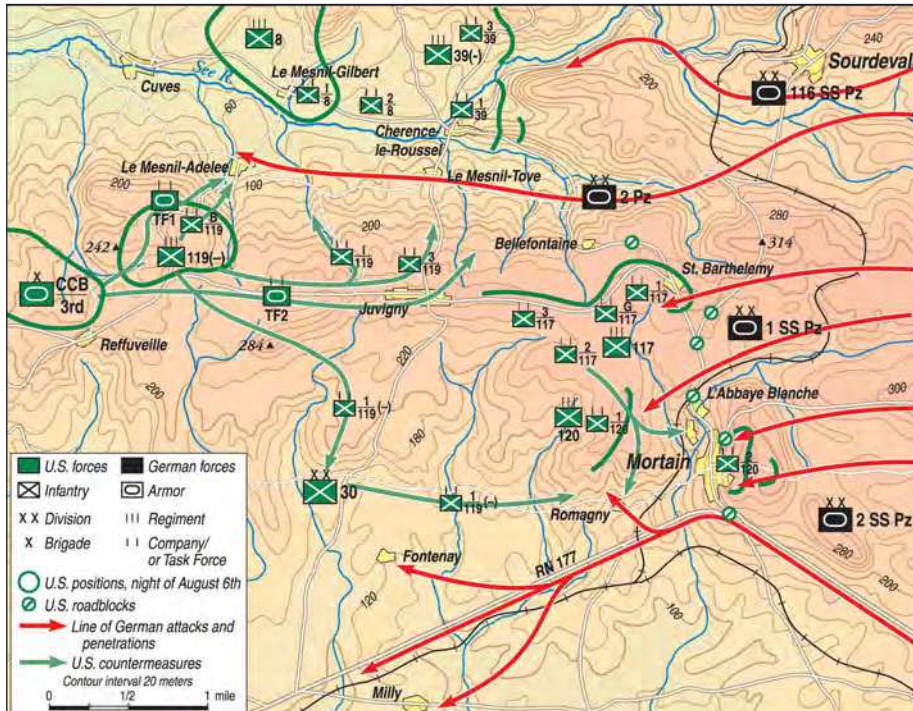 8
3
39
39(-)
240
Sourdeval
See R.
Le Mesnil-Gilbert
Cuves
1
8
2
8
1
39
200
116 SS Pz
60
Cherence/
le-Roussel
Le Mesnil-Adelee
100
Le Mesnil-Tove
2 Pz
200
TF1
B
119
200
280
314
242
119(–)
1
119
3
119
Bellefontaine
St. Barthelemy
CCB
3rd
TF2
Juvigny
1
117
G
117
3
117
1 SS Pz
Reffuveille
284
220
2
117
117
L'Abbaye Blanche
300
200
1
119(–)
180
120
1
120
Mortain
2
120
30
1
119(–)
Romagny
2 SS Pz
Fontenay
RN 177
280
120
100
200
Milly
U.S. forces
German forces
Infantry
Armor
X X Division
I I I Regiment
X Brigade
I I Company/
or Task Force
U.S. positions, night of August 6th
U.S. roadblocks
Line of German attacks and
penetrations
U.S. countermeasures
Contour interval 20 meters
0 1/2 1 mile